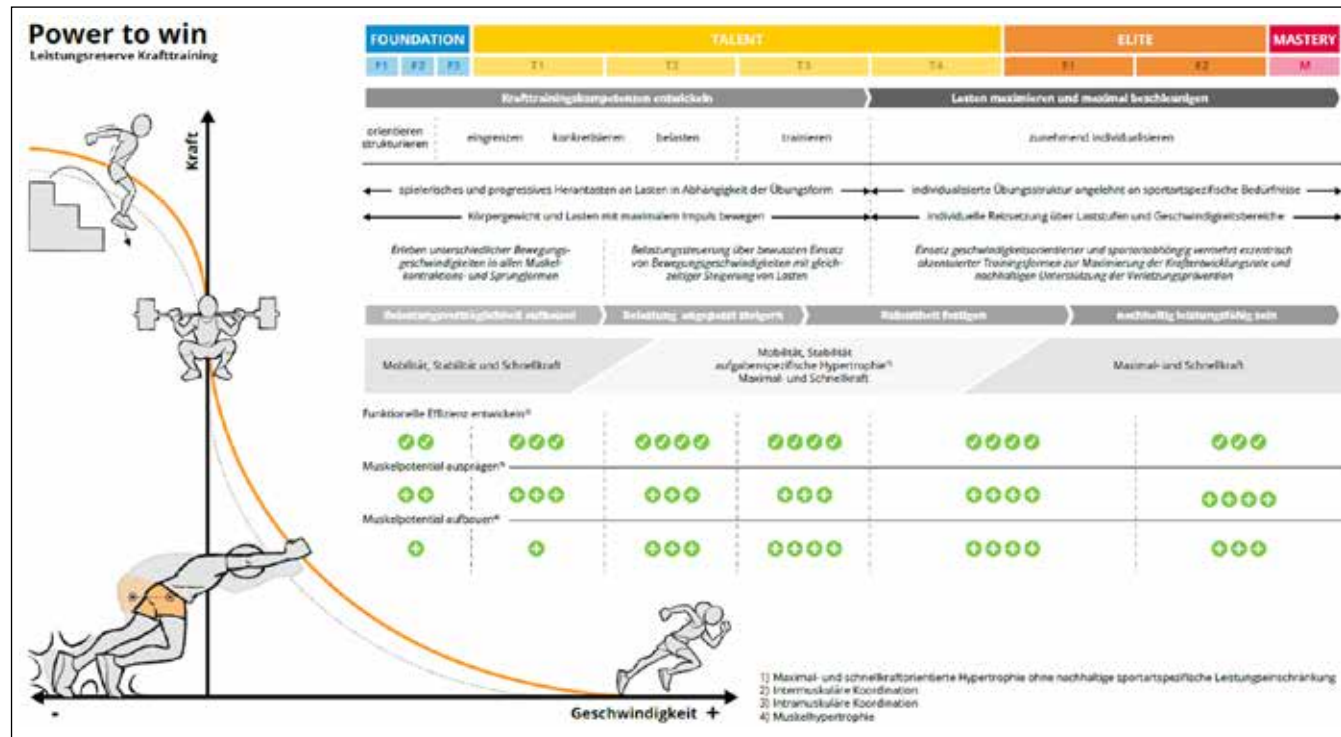 Power to win
Leistungsreserve Krafttraining
FOUNDATION TALENT ELITE MASTERY
F1 F2 F3 T1 T2 T3 T4 E1 E2 M
Krafttrainingskompetenzen entwickeln
Lasten maximieren und maximal beschleunigen
orientieren
strukturieren
eingrenzen konkretisieren belasten trainieren zunehmend individualisieren
spielerisches und progressives Herantasten an Lasten in Abhängigkeit der Übungsform
individualisierte Übungsstruktur angelehnt an sportartspezifische Bedürfnisse
Körpergewicht und Lasten mit maximalem Impuls bewegen
individuelle Reizsetzung über Laststufen und Geschwindigkeitsbereiche
Erleben unterschiedlicher Bewegungs-
geschwindigkeiten in allen Muskel-
kontraktions- und Sprungformen
Belastungssteuerung über bewussten Einsatz
von Bewegungsgeschwindigkeiten mit gleich-
zeitiger Steigerung von Lasten
Einsatz geschwindigkeitsorientierter und sportartabhängig vermehrt exzentrisch
akzentuierter Trainingsformen zur Maximierung der Kraftentwicklungsrate und
nachhaltigen Unterstützung der Verletzungsprävention
Belastungsverträglichkeit aufbauen
Belastung angepasst steigern
Robustheit festigen
nachhaltig leistungsfähig sein
Mobilität, Stabilität und Schnellkraft
Mobilität, Stabilität
aufgabenspezifische Hypertrophie¹⁾
Maximal- und Schnellkraft
Maximal- und Schnellkraft
Funktionelle Effizienz entwickeln²⁾
Muskelpotential ausprägen³⁾
Muskelpotential aufbauen⁴⁾
Kraft
- Geschwindigkeit +
1) Maximal- und schnellkraftorientierte Hypertrophie ohne nachhaltige sportartspezifische Leistungseinschränkung
2) Intermuskuläre Koordination
3) Intramuskuläre Koordination
4) Muskelhypertrophie